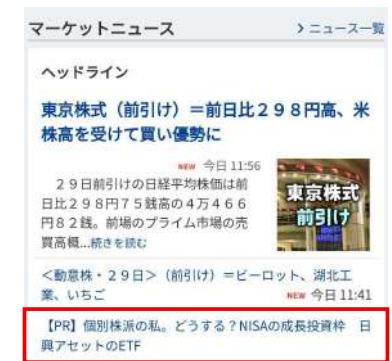 マーケットニュース
＞ニュース一覧
ヘッドライン
東京株式（前引け）＝前日比２９８円高、米
株高を受けて買い優勢に
NEW 今日 11:56
　２９日前引けの日経平均株価は前
日比２９８円７５銭高の４万４６６
円８２銭。前場のプライム市場の売
買高概...続きを読む
東京株式
前引け
＜動意株・２９日＞（前引け）＝ビーロット、湖北工
業、いちご
NEW 今日 11:41
【PR】個別株派の私。どうする？NISAの成長投資枠　日
興アセットのETF